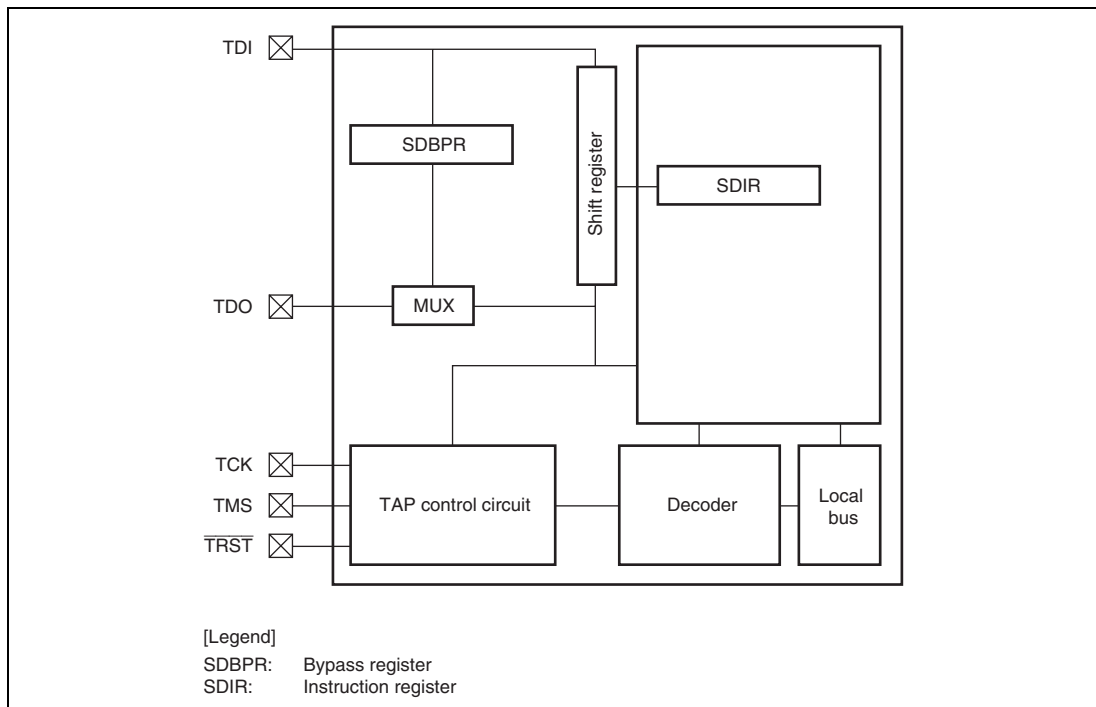 TDI
SDBPR
Shift register
SDIR
TDO
MUX
TCK
TMS
TRST
TAP control circuit
Decoder
Local
bus
[Legend]
SDBPR: Bypass register
SDIR: Instruction register